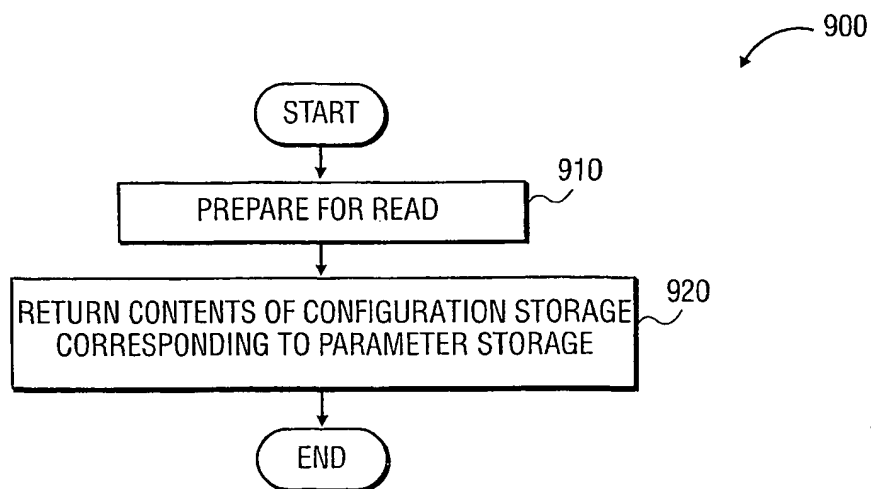 900
START
910
PREPARE FOR READ
920
RETURN CONTENTS OF CONFIGURATION STORAGE
CORRESPONDING TO PARAMETER STORAGE
END